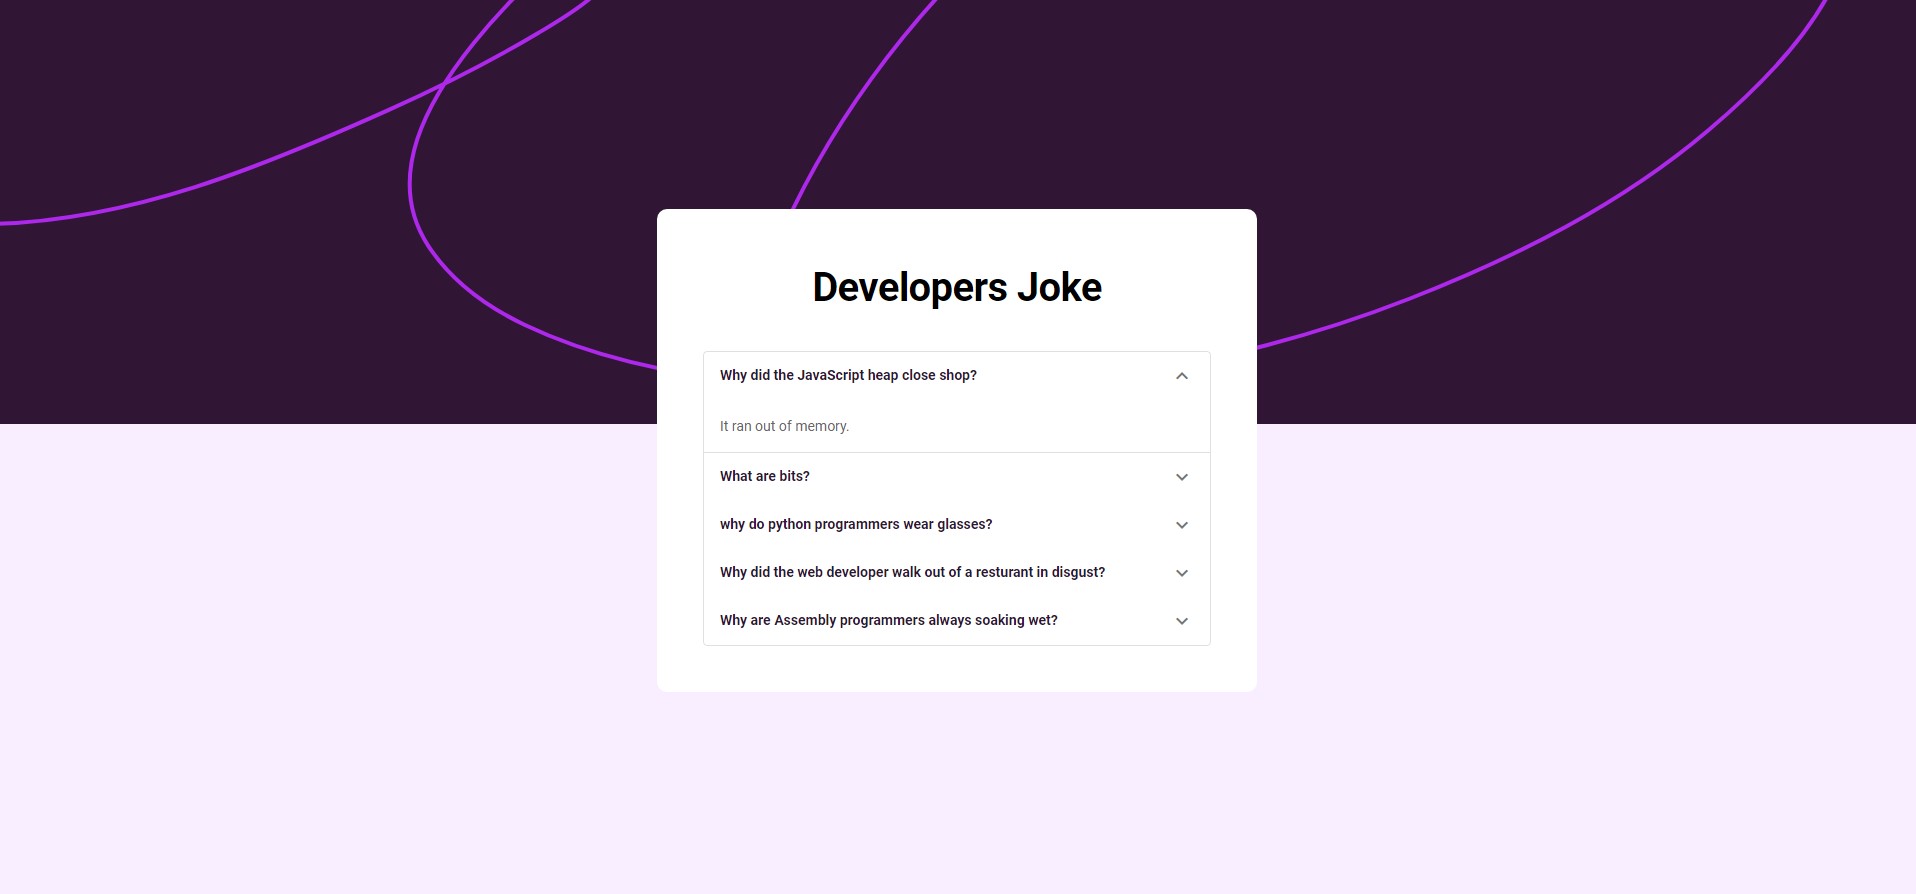 Developers Joke
Why did the JavaScript heap close shop?
It ran out of memory.
What are bits?
why do python programmers wear glasses?
Why did the web developer walk out of a resturant in disgust?
Why are Assembly programmers always soaking wet?